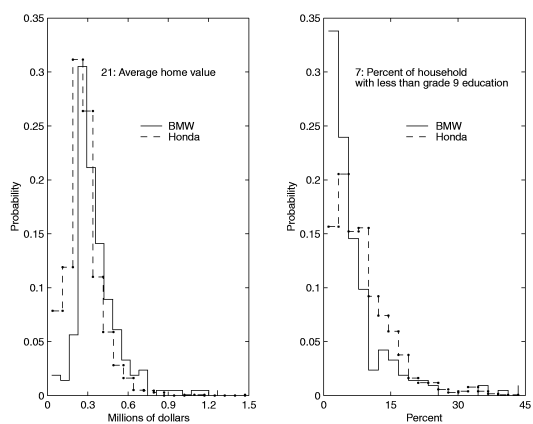 0.35
0.3
0.25
0.2
0.15
0.1
0.05
0
Probability
21: Average home value
BMW
Honda
0
0.3
0.6
0.9
1.2
1.5
Millions of dollars
0.35
0.3
0.25
0.2
0.15
0.1
0.05
0
Probability
7: Percent of household
with less than grade 9 education
BMW
Honda
0
15
30
45
Percent